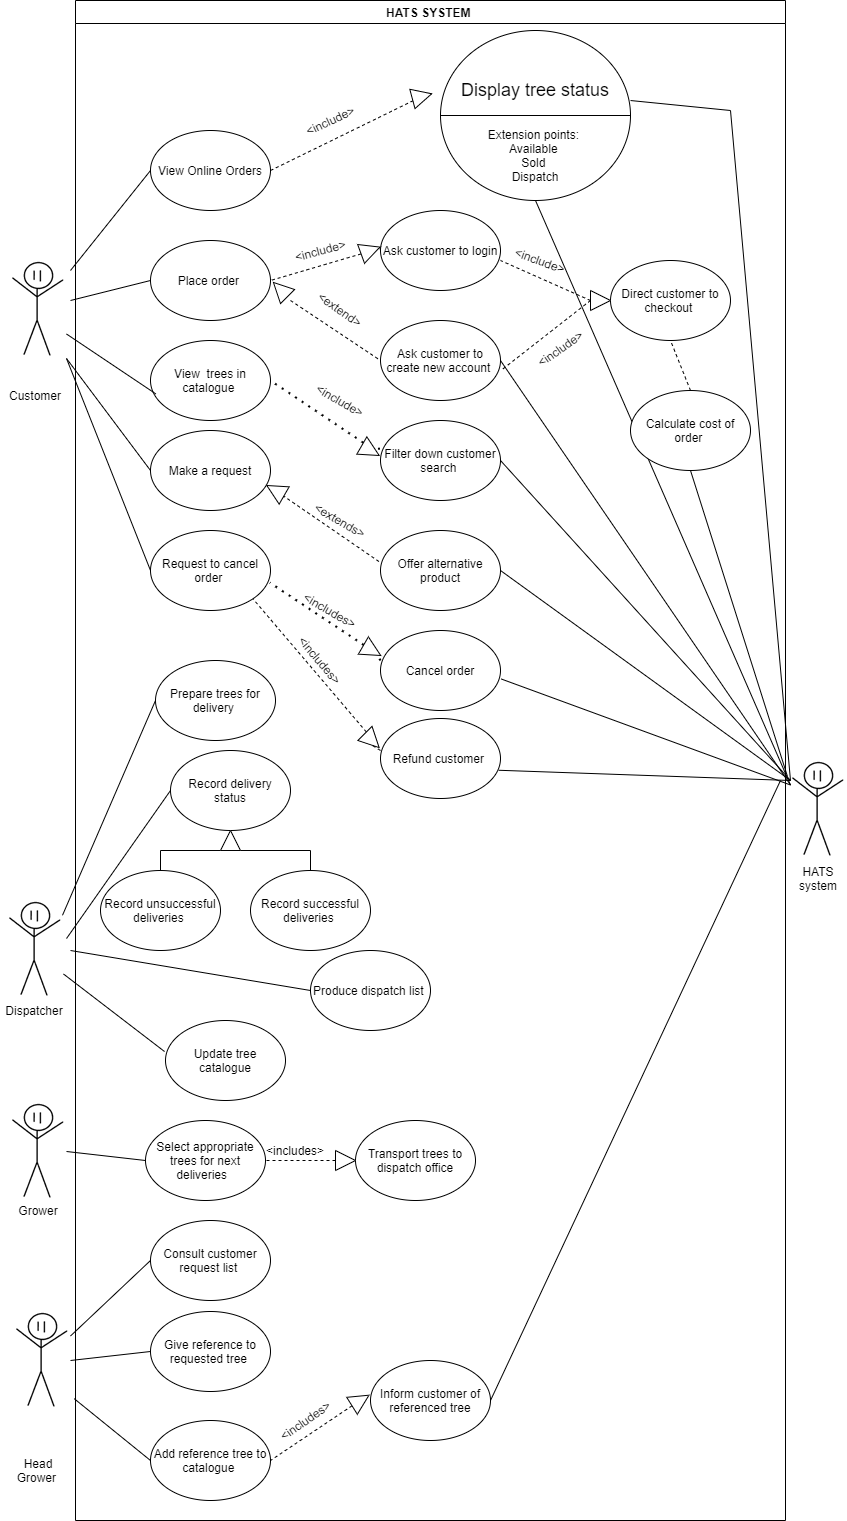 HATS SYSTEM
Display tree status
Extension points:
Available
Sold
Dispatch
<include>
View Online Orders
Place order
<include>
Ask customer to login
<include>
Direct customer to
checkout
<extend>
Ask customer to
create new account
<include>
Customer
View  trees in
catalogue
<include>
Filter down customer
search
Calculate cost of
order
Make a request
<extends>
Offer alternative
product
Request to cancel
order
<includes>
Cancel order
<includes>
Refund customer
Prepare trees for
delivery
Record delivery
status
HATS
system
Record unsuccessful
deliveries
Record successful
deliveries
Dispatcher
Produce dispatch list
Update tree
catalogue
Grower
Select appropriate
trees for next
deliveries
<includes>
Transport trees to
dispatch office
Consult customer
request list
Give reference to
requested tree
Inform customer of
referenced tree
<includes>
Add reference tree to
catalogue
Head
Grower